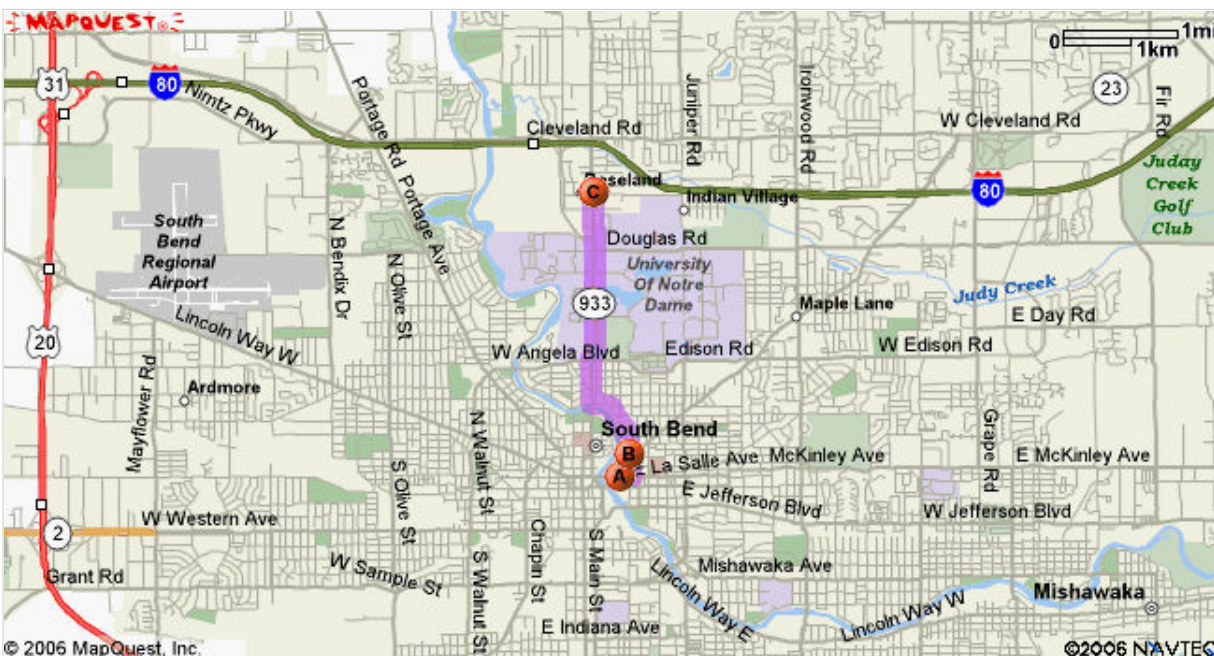 MAPQUEST
0 1mi
1km
31
80
Nimtz Pkwy
Portage Rd
Portage Ave
Cleveland Rd
Juniper Rd
Ironwood Rd
23
W Cleveland Rd
Fir Rd
Juday
Creek
Golf
Club
80
C
Roseland
Indian Village
South
Bend
Regional
Airport
N Bendix Dr
N Olive St
Douglas Rd
University
Of Notre
Dame
933
Judy Creek
Maple Lane
E Day Rd
20
Lincoln Way W
W Angela Blvd
Edison Rd
W Edison Rd
Mayflower Rd
Ardmore
N Walnut St
South Bend
B
A
La Salle Ave
McKinley Ave
Grape Rd
E McKinley Ave
S Olive St
E Jefferson Blvd
W Jefferson Blvd
2
W Western Ave
Chapin St
S Main St
S Walnut St
Grant Rd
W Sample St
Mishawaka Ave
Lincoln Way E
Lincoln Way W
Mishawaka
E Indiana Ave
© 2006 MapQuest, Inc.
©2006 NAVTEQ